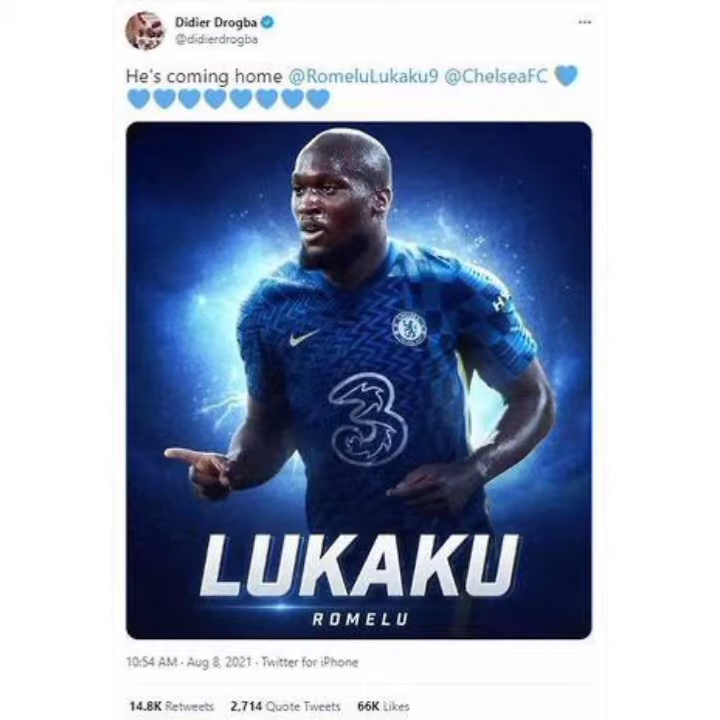 Didier Drogba
@didierdrogba
He's coming home @RomeluLukaku9 @ChelseaFC
3
LUKAKU
ROMELU
10:54 AM · Aug 8, 2021 · Twitter for iPhone
14.8K Retweets 2,714 Quote Tweets 66K Likes